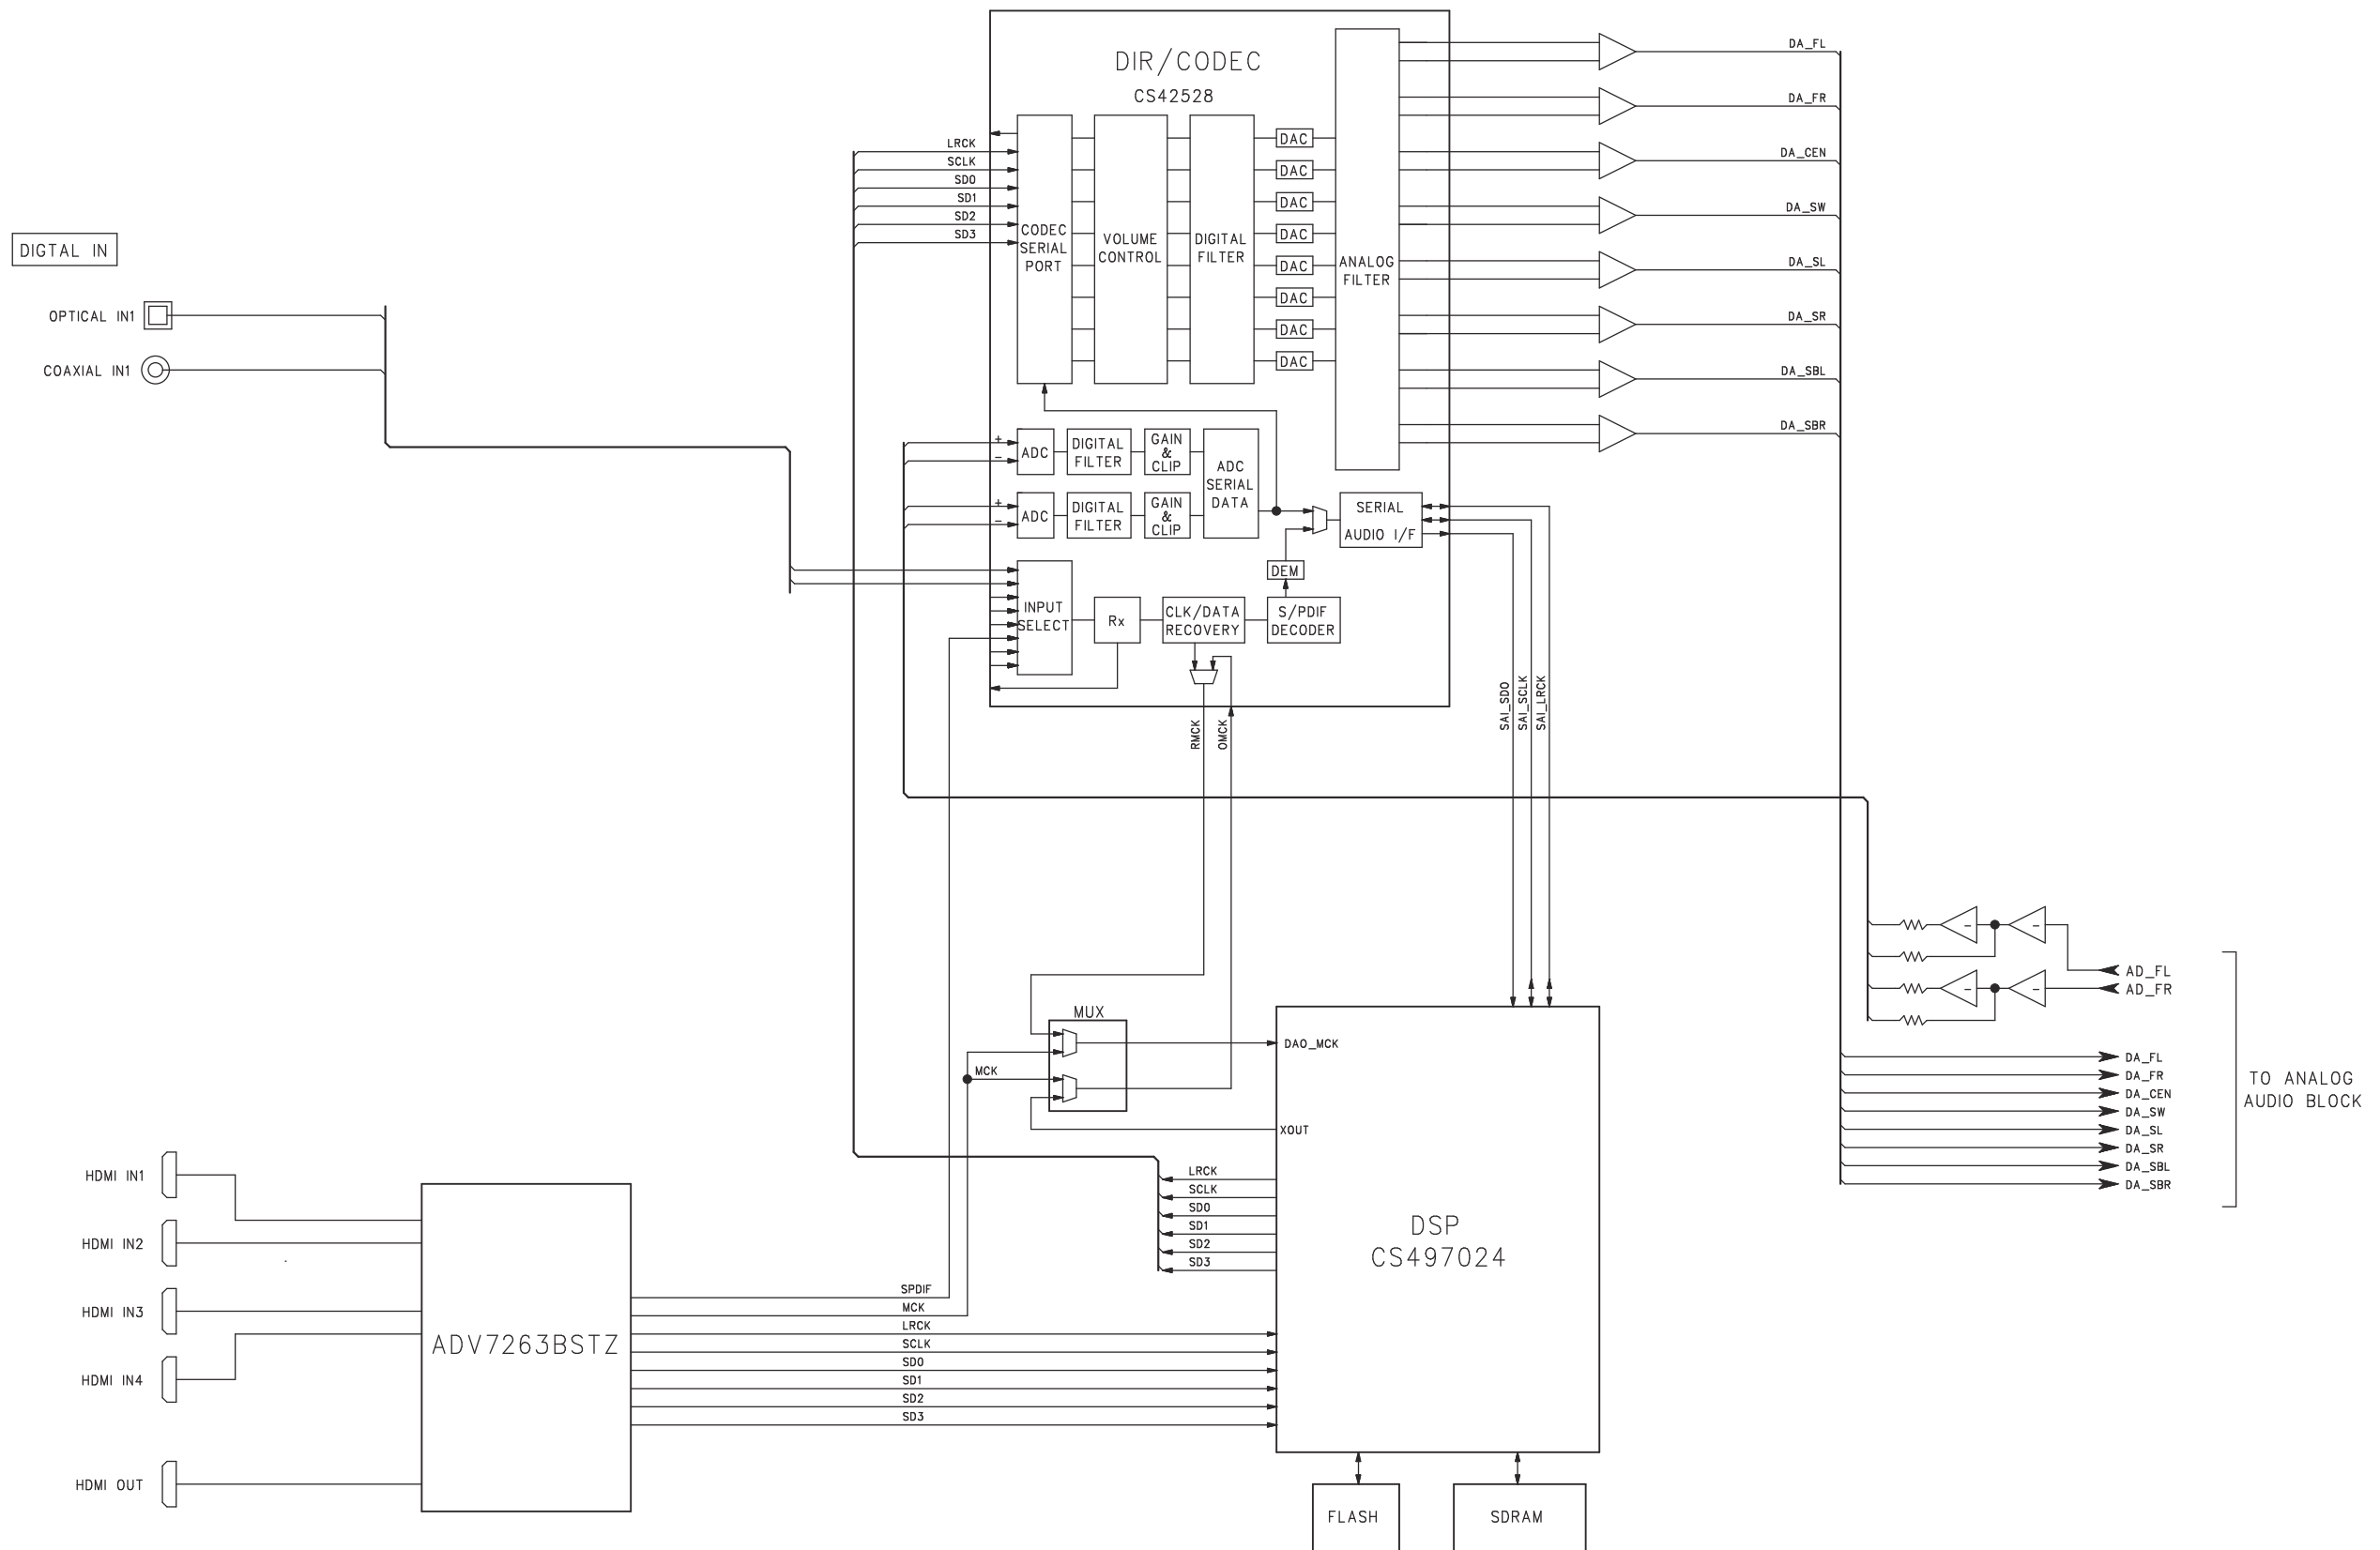 DIR/CODEC
CS42528
LRCK
SCLK
SD0
SD1
SD2
SD3
CODEC
SERIAL
PORT
VOLUME
CONTROL
DIGITAL
FILTER
DAC
DAC
DAC
DAC
DAC
DAC
DAC
DAC
ANALOG
FILTER
DA_FL
DA_FR
DA_CEN
DA_SW
DA_SL
DA_SR
DA_SBL
DA_SBR
DIGTAL IN
OPTICAL IN1
COAXIAL IN1
+
-
ADC
DIGITAL
FILTER
GAIN
&
CLIP
+
-
ADC
DIGITAL
FILTER
GAIN
&
CLIP
ADC
SERIAL
DATA
SERIAL
AUDIO I/F
DEM
INPUT
SELECT
Rx
CLK/DATA
RECOVERY
S/PDIF
DECODER
RMCK
OMCK
SAI_SDO
SAI_SCLK
SAI_LRCK
-
-
-
-
AD_FL
AD_FR
DA_FL
DA_FR
DA_CEN
DA_SW
DA_SL
DA_SR
DA_SBL
DA_SBR
TO ANALOG
AUDIO BLOCK
MUX
MCK
DAO_MCK
XOUT
LRCK
SCLK
SD0
SD1
SD2
SD3
DSP
CS497024
HDMI IN1
HDMI IN2
HDMI IN3
HDMI IN4
HDMI OUT
ADV7263BSTZ
SPDIF
MCK
LRCK
SCLK
SD0
SD1
SD2
SD3
FLASH
SDRAM